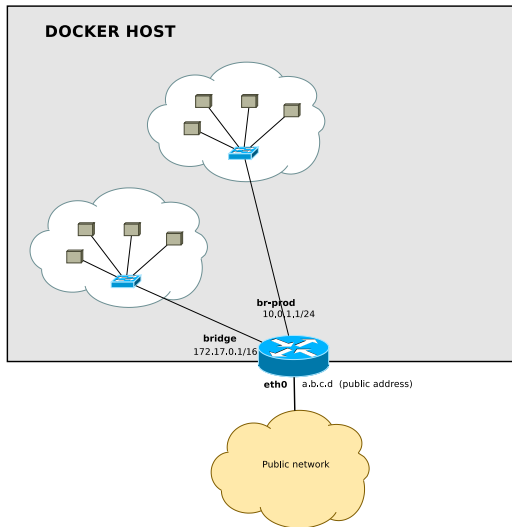 DOCKER HOST
br-prod
10,0.1,1/24
bridge
172.17.0.1/16
eth0 a.b.c.d (public address)
Public network